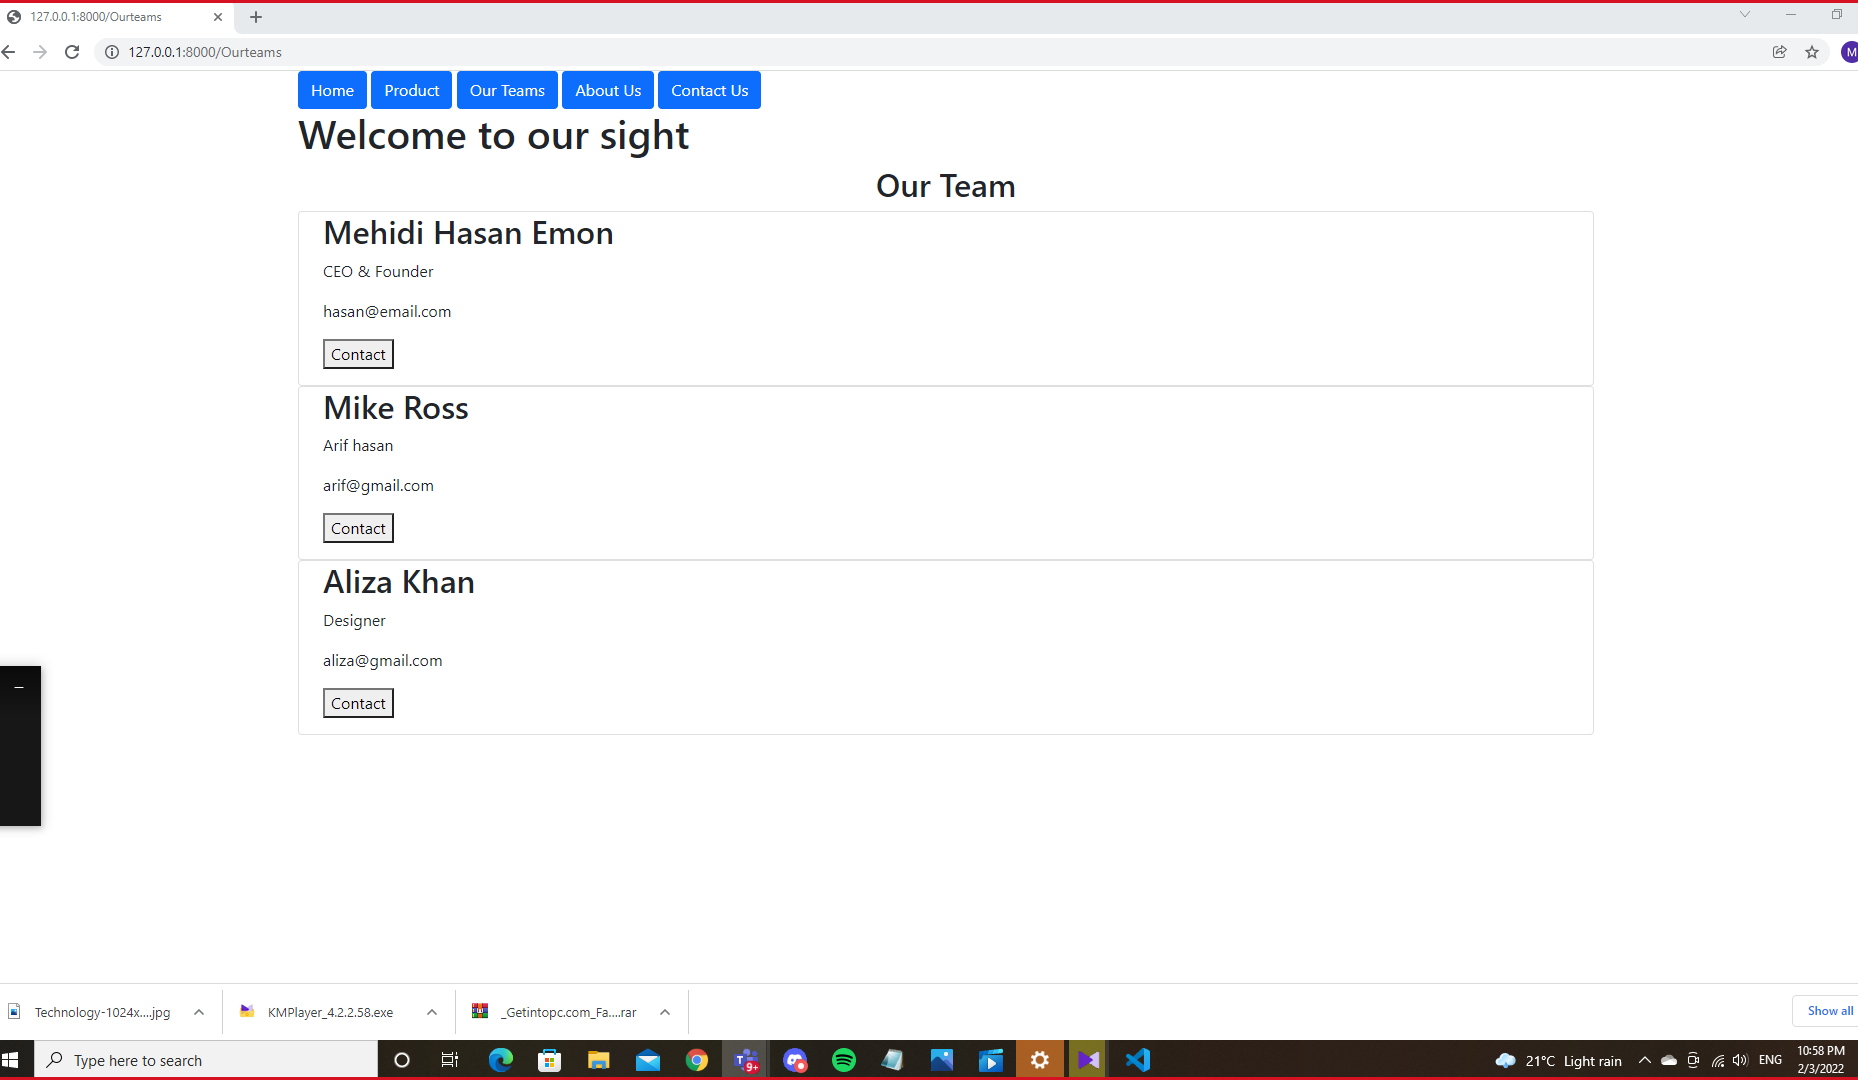 127.0.0.1:8000/Ourteams
127.0.0.1:8000/Ourteams
M
Home Product Our Teams About Us Contact Us
Welcome to our sight
Our Team
Mehidi Hasan Emon
CEO & Founder
hasan@email.com
Contact
Mike Ross
Arif hasan
arif@gmail.com
Contact
Aliza Khan
Designer
aliza@gmail.com
Contact
Technology-1024x....jpg KMPlayer_4.2.2.58.exe _Getintopc.com_Fa....rar Show all
Type here to search T 9+ 21°C Light rain ENG 10:58 PM
2/3/2022